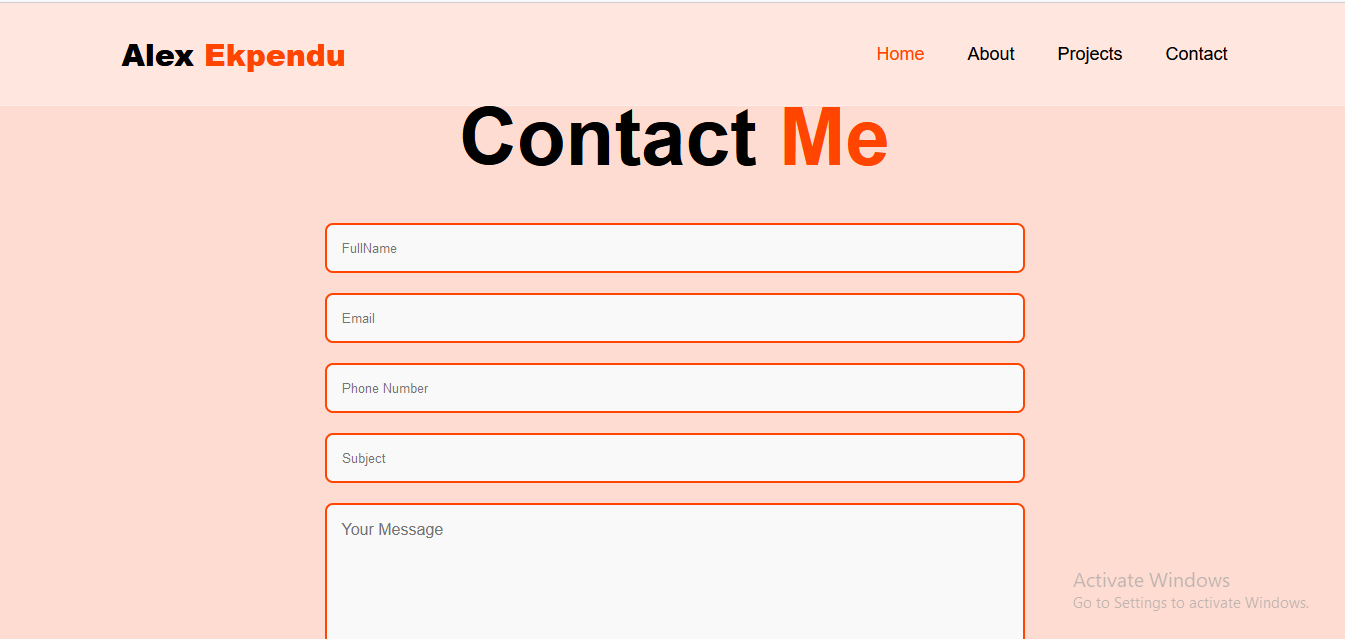 Alex Ekpendu
Home About Projects Contact
Contact Me
FullName
Email
Phone Number
Subject
Your Message
Activate Windows
Go to Settings to activate Windows.